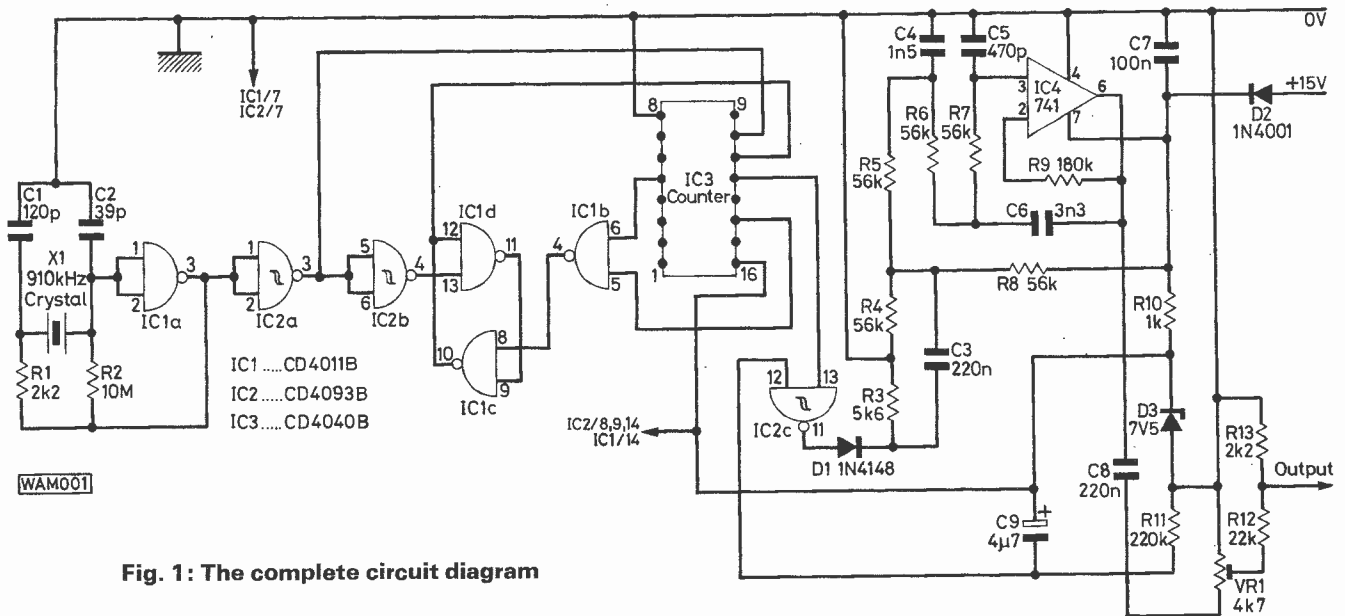 0V
C4
1n5
C5
470p
C7
100n
+15V
D2
1N4001
IC1/7
IC2/7
8
9
IC3
Counter
1
16
3
2
IC4
741
4
6
7
R6
56k
R7
56k
R5
56k
R9 180k
C6
3n3
C1
120p
C2
39p
X1
910kHz
Crystal
1
2
3
IC1a
1
2
3
IC2a
5
6
4
IC2b
IC1d
12
13
11
IC1b
4
6
5
10
8
9
IC1c
R1
2k2
R2
10M
IC1 .....CD4011B
IC2 .....CD4093B
IC3 .....CD4040B
R8 56k
R10
1k
R4
56k
C3
220n
12
13
IC2c
11
R3
5k6
D1 1N4148
IC2/8,9,14
IC1/14
D3
7V5
R13
2k2
Output
C8
220n
R11
220k
R12
22k
C9
4µ7
+
VR1
4k7
WAM001
Fig. 1: The complete circuit diagram